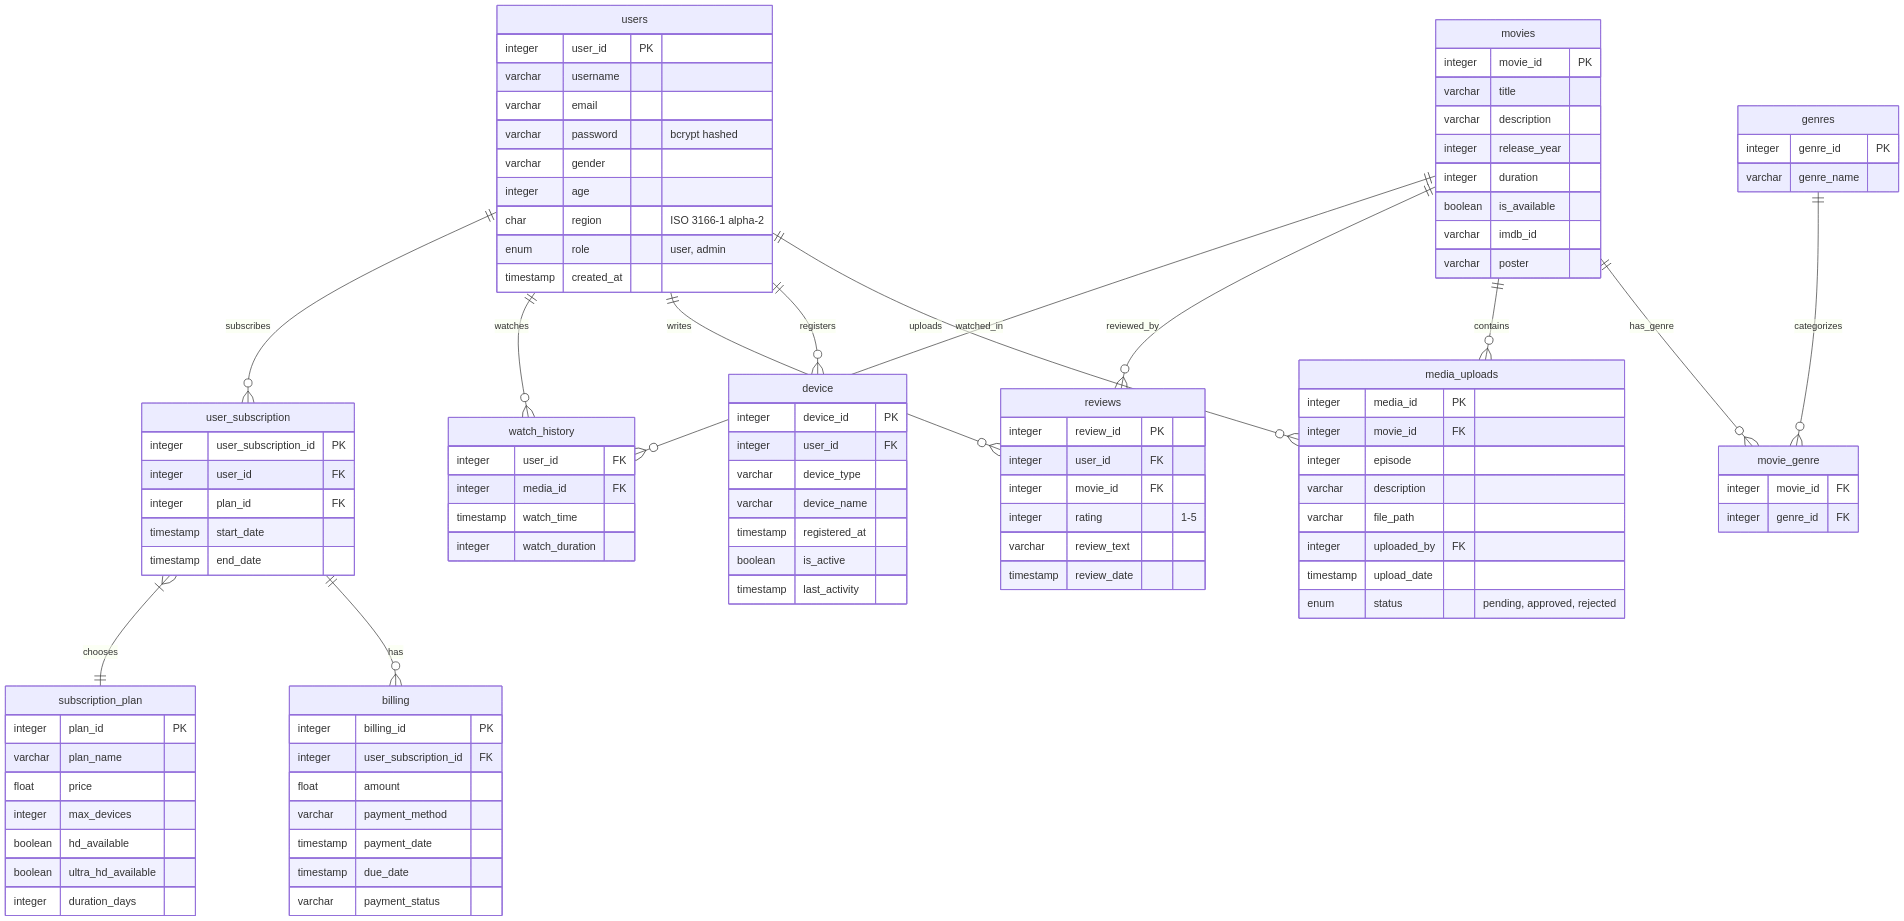 users
integer user_id PK
varchar username
varchar email
varchar password bcrypt hashed
varchar gender
integer age
char region ISO 3166-1 alpha-2
enum role user, admin
timestamp created_at
movies
integer movie_id PK
varchar title
varchar description
integer release_year
integer duration
boolean is_available
varchar imdb_id
varchar poster
genres
integer genre_id PK
varchar genre_name
subscribes
watches
writes
registers
uploads
watched_in
reviewed_by
contains
has_genre
categorizes
user_subscription
integer user_subscription_id PK
integer user_id FK
integer plan_id FK
timestamp start_date
timestamp end_date
watch_history
integer user_id FK
integer media_id FK
timestamp watch_time
integer watch_duration
device
integer device_id PK
integer user_id FK
varchar device_type
varchar device_name
timestamp registered_at
boolean is_active
timestamp last_activity
reviews
integer review_id PK
integer user_id FK
integer movie_id FK
integer rating 1-5
varchar review_text
timestamp review_date
media_uploads
integer media_id PK
integer movie_id FK
integer episode
varchar description
varchar file_path
integer uploaded_by FK
timestamp upload_date
enum status pending, approved, rejected
movie_genre
integer movie_id FK
integer genre_id FK
chooses
has
subscription_plan
integer plan_id PK
varchar plan_name
float price
integer max_devices
boolean hd_available
boolean ultra_hd_available
integer duration_days
billing
integer billing_id PK
integer user_subscription_id FK
float amount
varchar payment_method
timestamp payment_date
timestamp due_date
varchar payment_status